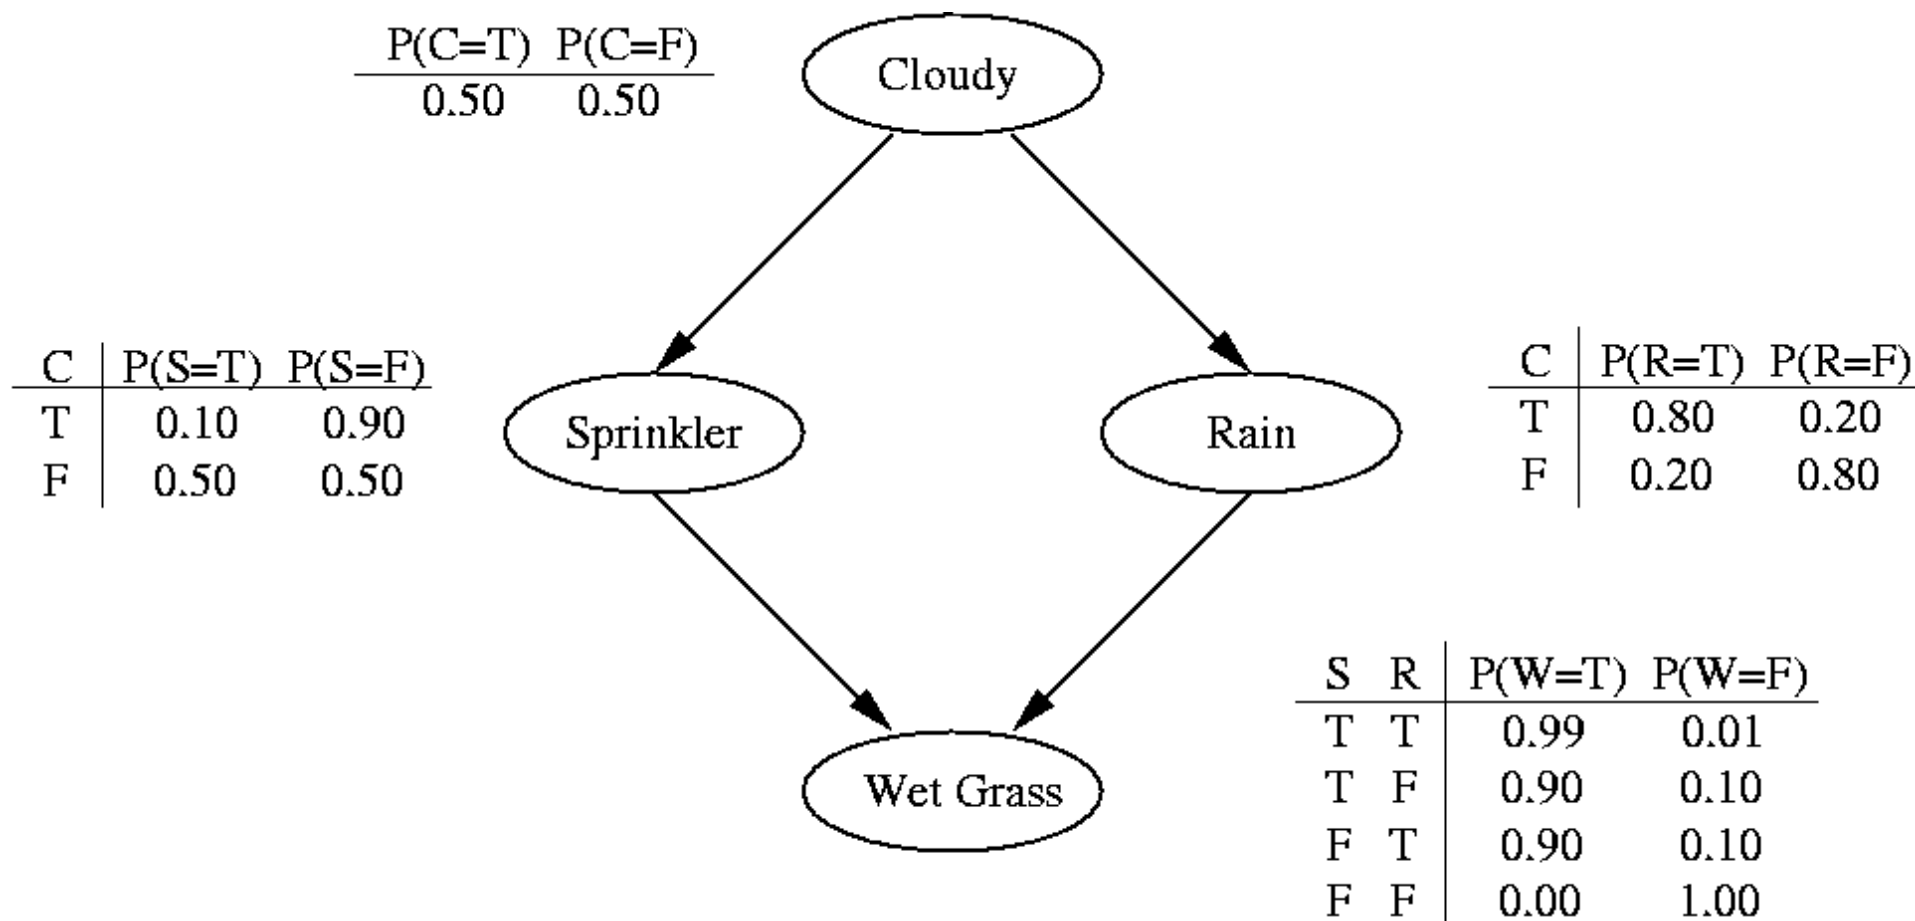 P(C=T) P(C=F)
0.50 0.50
Cloudy
C P(S=T) P(S=F)
T 0.10 0.90
F 0.50 0.50
Sprinkler
Rain
C P(R=T) P(R=F)
T 0.80 0.20
F 0.20 0.80
Wet Grass
S R P(W=T) P(W=F)
T T 0.99 0.01
T F 0.90 0.10
F T 0.90 0.10
F F 0.00 1.00